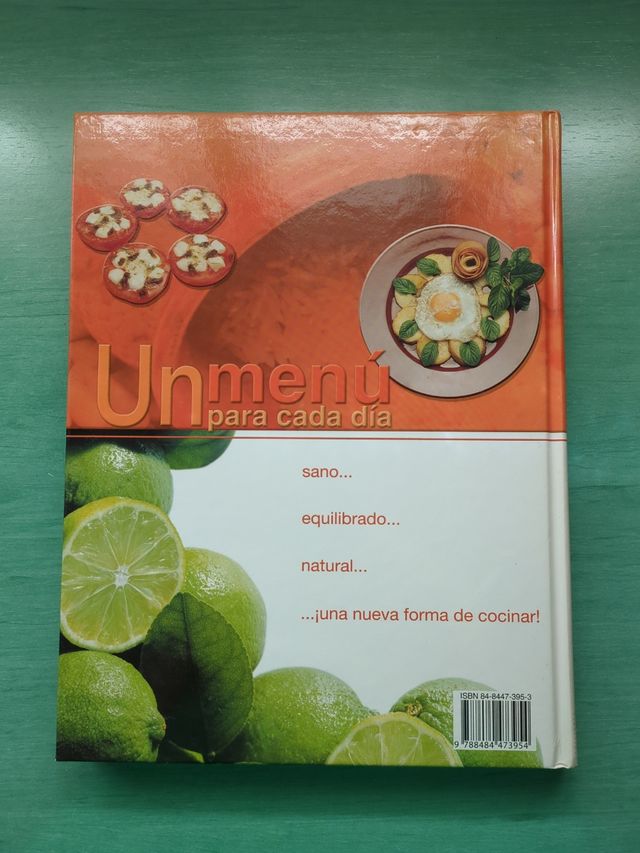 Un menú
para cada día
sano...
equilibrado...
natural...
...¡una nueva forma de cocinar!
ISBN 84-8447-395-3
9 788484 473954